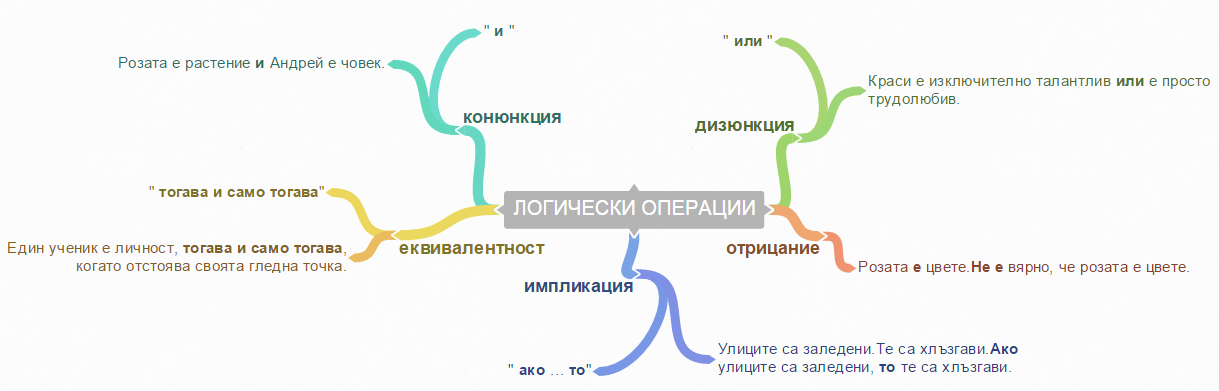 " и "
Розата е растение и Андрей е човек.
конюнкция
" или "
Краси е изключително талантлив или е просто
трудолюбив.
дизюнкция
ЛОГИЧЕСКИ ОПЕРАЦИИ
" тогава и само тогава"
Един ученик е личност, тогава и само тогава,
когато отстоява своята гледна точка.
еквивалентност
отрицание
Розата е цвете.Не е вярно, че розата е цвете.
импликация
" ако ... то"
Улиците са заледени.Те са хлъзгави.Ако
улиците са заледени, то те са хлъзгави.